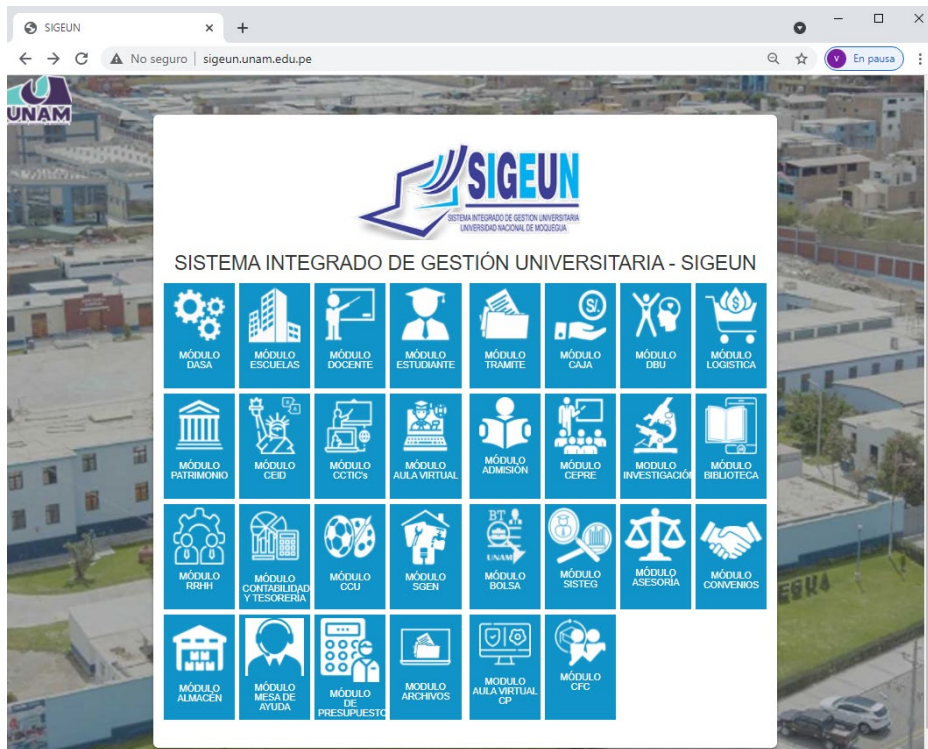 SIGEUN
No seguro
sigeun.unam.edu.pe
V
En pausa
UNAM
SIGEUN
SISTEMA INTEGRADO DE GESTION UNIVERSITARIA
UNIVERSIDAD NACIONAL DE MOQUEGUA
SISTEMA INTEGRADO DE GESTIÓN UNIVERSITARIA - SIGEUN
S/.
$
MÓDULO
DASA
MÓDULO
ESCUELAS
MÓDULO
DOCENTE
MÓDULO
ESTUDIANTE
MÓDULO
TRAMITE
MÓDULO
CAJA
MÓDULO
DBU
MÓDULO
LOGISTICA
MÓDULO
PATRIMONIO
MÓDULO
CEID
MÓDULO
CCTIC's
MÓDULO
AULA VIRTUAL
MÓDULO
ADMISIÓN
MÓDULO
CEPRE
MODULO
INVESTIGACIÓN
MÓDULO
BIBLIOTECA
BT
UNAM
MÓDULO
RRHH
MÓDULO
CONTABILIDAD
Y TESORERÍA
MÓDULO
CCU
MÓDULO
SGEN
MÓDULO
BOLSA
MÓDULO
SISTEG
MÓDULO
ASESORÍA
MÓDULO
CONVENIOS
MÓDULO
ALMACÉN
MÓDULO
MESA DE
AYUDA
MÓDULO
DE
PRESUPUESTO
MODULO
ARCHIVOS
MODULO
AULA VIRTUAL
CP
MÓDULO
CFC